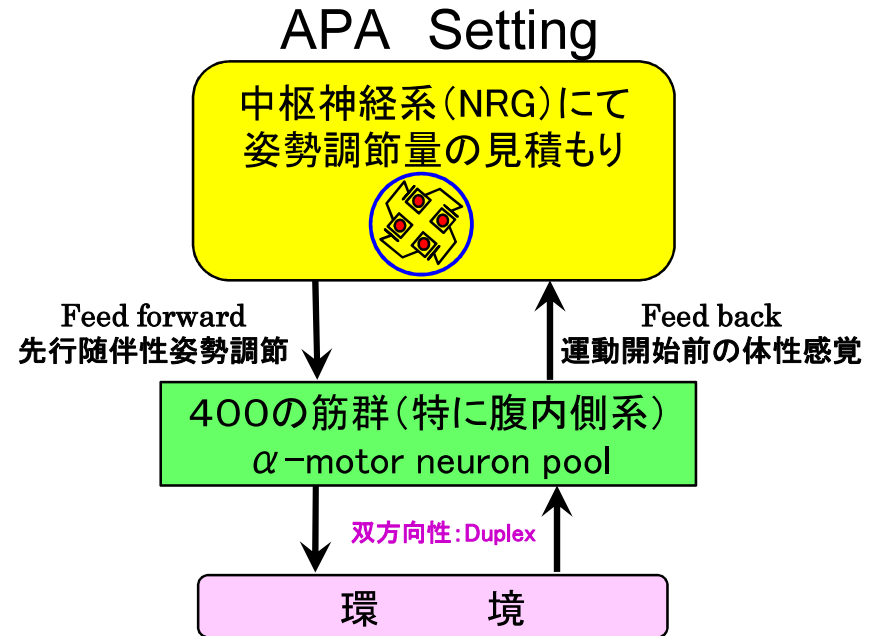 APA　Setting
中枢神経系（NRG）にて
姿勢調節量の見積もり
Feed forward
先行随伴性姿勢調節
Feed back
運動開始前の体性感覚
４００の筋群（特に腹内側系）
α-motor neuron pool
双方向性：Duplex
環　　　境